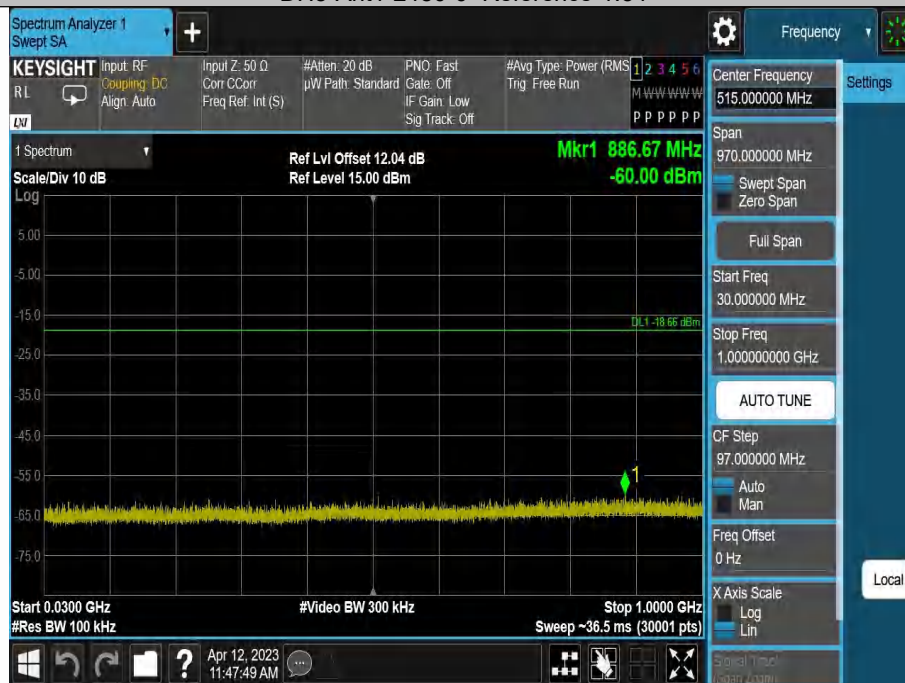 Spectrum Analyzer 1
Swept SA
Frequency
KEYSIGHT
RL
LXI
Input: RF
Coupling: DC
Align: Auto
Input Z: 50 Ω
Corr CCorr
Freq Ref: Int (S)
#Atten: 20 dB
µW Path: Standard
PNO: Fast
Gate: Off
IF Gain: Low
Sig Track: Off
#Avg Type: Power (RMS
Trig: Free Run
1 2 3 4 5 6
M W W W W W
P P P P P P
Center Frequency
515.000000 MHz
Settings
1 Spectrum
Scale/Div 10 dB
Log
Ref Lvl Offset 12.04 dB
Ref Level 15.00 dBm
Mkr1 886.67 MHz
-60.00 dBm
5.00
-5.00
-15.0
-25.0
-35.0
-45.0
-55.0
-65.0
-75.0
DL1 -18.66 dBm
1
Start 0.0300 GHz
#Res BW 100 kHz
#Video BW 300 kHz
Stop 1.0000 GHz
Sweep ~36.5 ms (30001 pts)
Span
970.000000 MHz
Swept Span
Zero Span
Full Span
Start Freq
30.000000 MHz
Stop Freq
1.000000000 GHz
AUTO TUNE
CF Step
97.000000 MHz
Auto
Man
Freq Offset
0 Hz
X Axis Scale
Log
Lin
Local
Signal Track
(Span Zoom)
?
Apr 12, 2023
11:47:49 AM